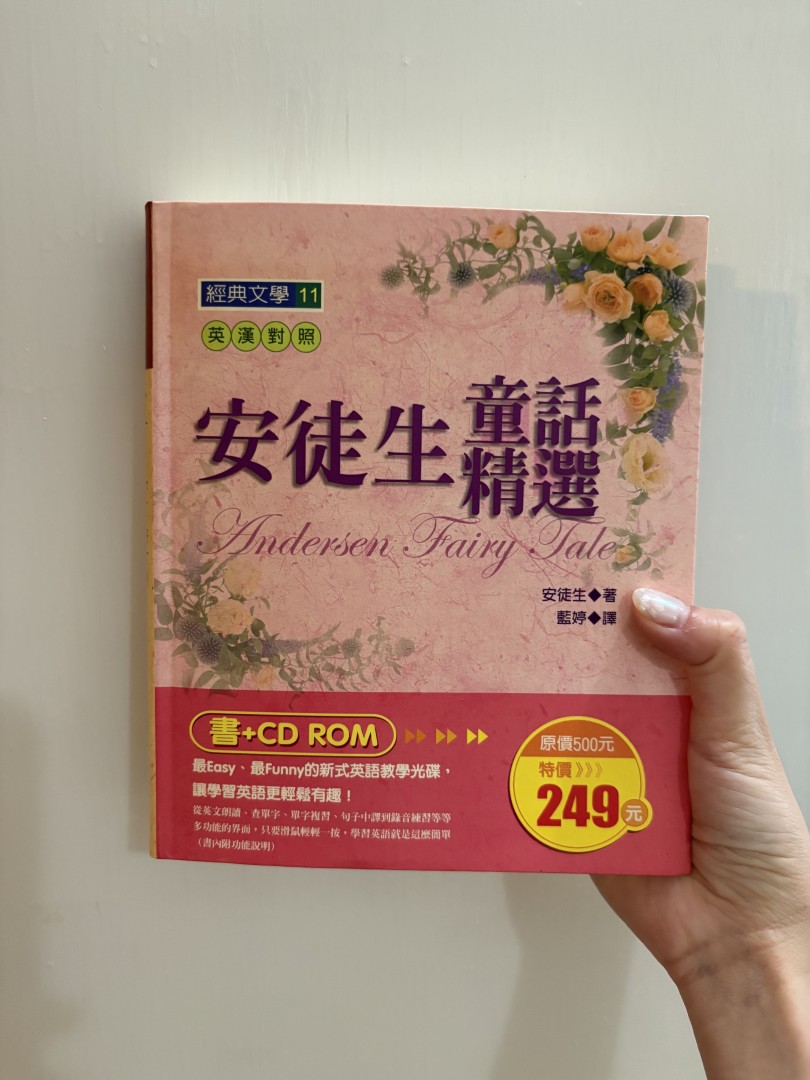 經典文學 11
英漢對照
安徒生童話精選
Andersen Fairy Tale
安徒生◆著
藍婷◆譯
書+CD ROM
最Easy、最Funny的新式英語教學光碟，
讓學習英語更輕鬆有趣！
從英文朗讀、查單字、單字複習、句子中譯到錄音練習等等
多功能的界面，只要滑鼠輕輕一按，學習英語就是這麼簡單
（書內附功能說明）
原價500元
特價》》》
249元